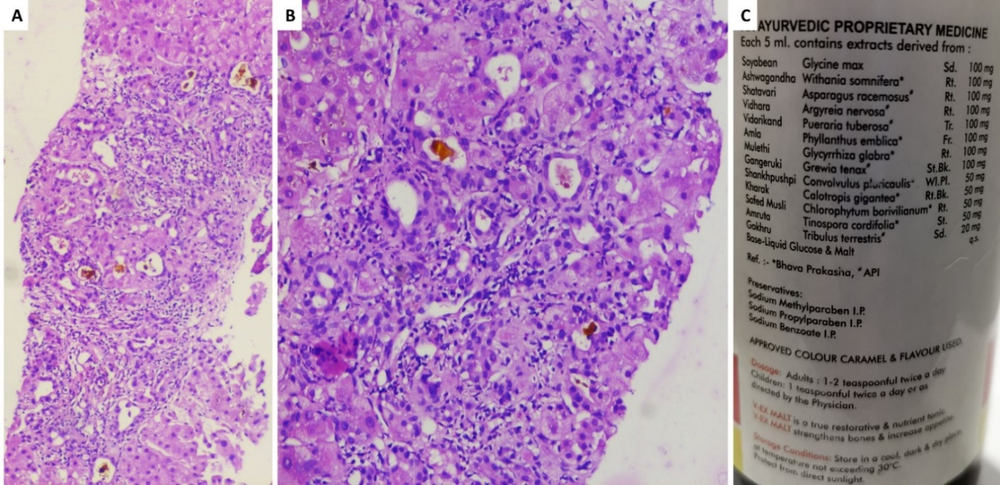 A
B
C
AYURVEDIC PROPRIETARY MEDICINE
Each 5 ml. contains extracts derived from :
Soyabean Glycine max Sd. 100 mg
Ashwagandha Withania somnifera* Rt. 100 mg
Shatavari Asparagus racemosus# Rt. 100 mg
Vidhara Argyreia nervosa# Rt. 100 mg
Vidarikand Pueraria tuberosa# Tr. 100 mg
Amla Phyllanthus emblica* Fr. 100 mg
Mulethi Glycyrrhiza glabra* Rt. 100 mg
Gangeruki Grewia tenax# St.Bk. 100 mg
Shankhpushpi Convolvulus pluricaulis* Wl.Pl. 50 mg
Kharak Calotropis gigantea* Rt.Bk. 50 mg
Safed Musli Chlorophytum borivilianum# Rt. 50 mg
Amruta Tinospora cordifolia* St. 50 mg
Gokhru Tribulus terrestris# Sd. 20 mg
Base-Liquid Glucose & Malt q.s.
Ref. :- *Bhava Prakasha, #API
Preservatives:
Sodium Methylparaben I.P.
Sodium Propylparaben I.P.
Sodium Benzoate I.P.
APPROVED COLOUR CARAMEL & FLAVOUR USED.
Dosage: Adults : 1-2 teaspoonful twice a day
Children: 1 teaspoonful twice a day or as
directed by the Physician.
V-EX MALT is a true restorative & nutrient tonic.
V-EX MALT strengthens bones & increase appetite.
Storage Conditions: Store in a cool, dark & dry place,
at temperature not exceeding 30°C.
Protect from direct sunlight.